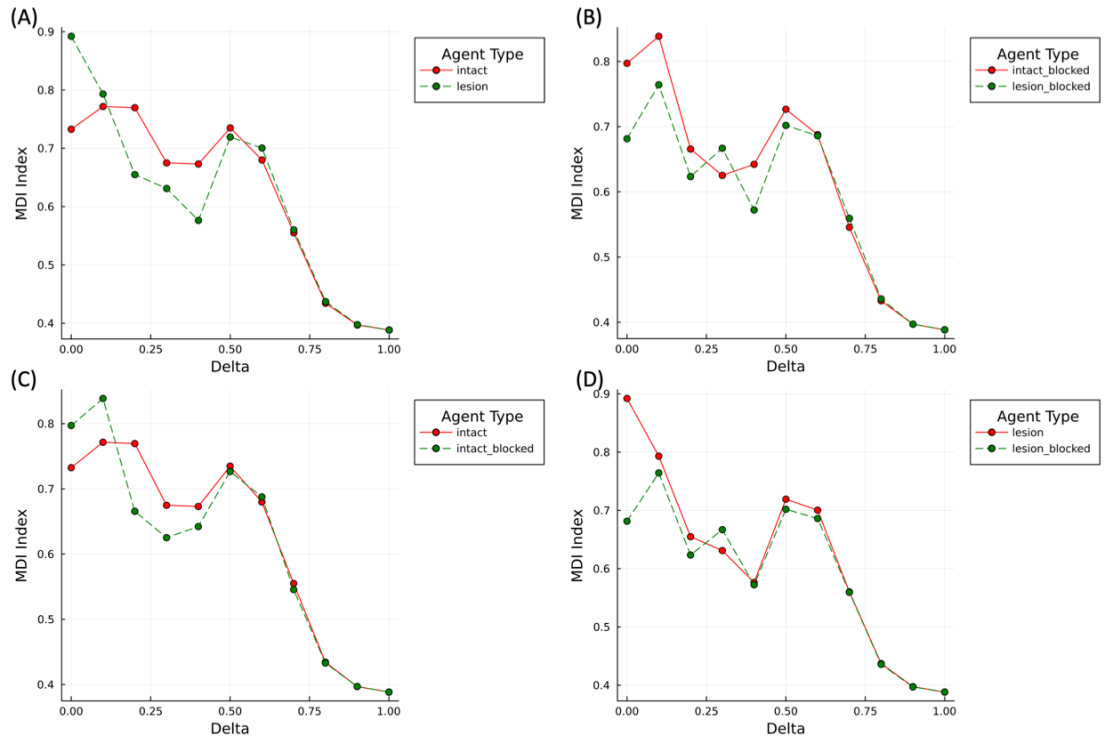 (A)
0.9
0.8
0.7
0.6
0.5
0.4
MDI Index
0.00
0.25
0.50
0.75
1.00
Delta
Agent Type
intact
lesion
(B)
0.8
0.7
0.6
0.5
0.4
MDI Index
0.00
0.25
0.50
0.75
1.00
Delta
Agent Type
intact_blocked
lesion_blocked
(C)
0.8
0.7
0.6
0.5
0.4
MDI Index
0.00
0.25
0.50
0.75
1.00
Delta
Agent Type
intact
intact_blocked
(D)
0.9
0.8
0.7
0.6
0.5
0.4
MDI Index
0.00
0.25
0.50
0.75
1.00
Delta
Agent Type
lesion
lesion_blocked